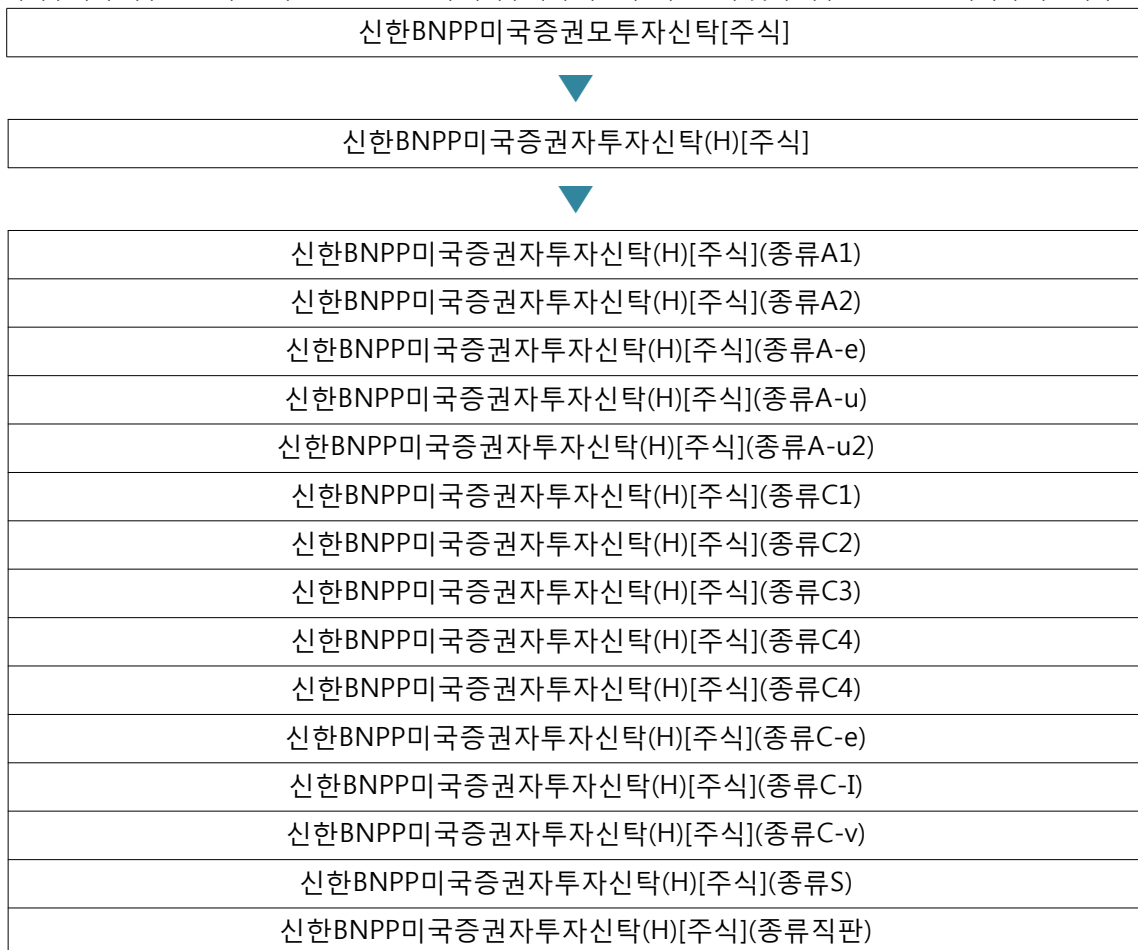 신한BNPP미국증권모투자신탁[주식]
신한BNPP미국증권자투자신탁(H)[주식]
신한BNPP미국증권자투자신탁(H)[주식](종류A1)
신한BNPP미국증권자투자신탁(H)[주식](종류A2)
신한BNPP미국증권자투자신탁(H)[주식](종류A-e)
신한BNPP미국증권자투자신탁(H)[주식](종류A-u)
신한BNPP미국증권자투자신탁(H)[주식](종류A-u2)
신한BNPP미국증권자투자신탁(H)[주식](종류C1)
신한BNPP미국증권자투자신탁(H)[주식](종류C2)
신한BNPP미국증권자투자신탁(H)[주식](종류C3)
신한BNPP미국증권자투자신탁(H)[주식](종류C4)
신한BNPP미국증권자투자신탁(H)[주식](종류C4)
신한BNPP미국증권자투자신탁(H)[주식](종류C-e)
신한BNPP미국증권자투자신탁(H)[주식](종류C-I)
신한BNPP미국증권자투자신탁(H)[주식](종류C-v)
신한BNPP미국증권자투자신탁(H)[주식](종류S)
신한BNPP미국증권자투자신탁(H)[주식](종류직판)